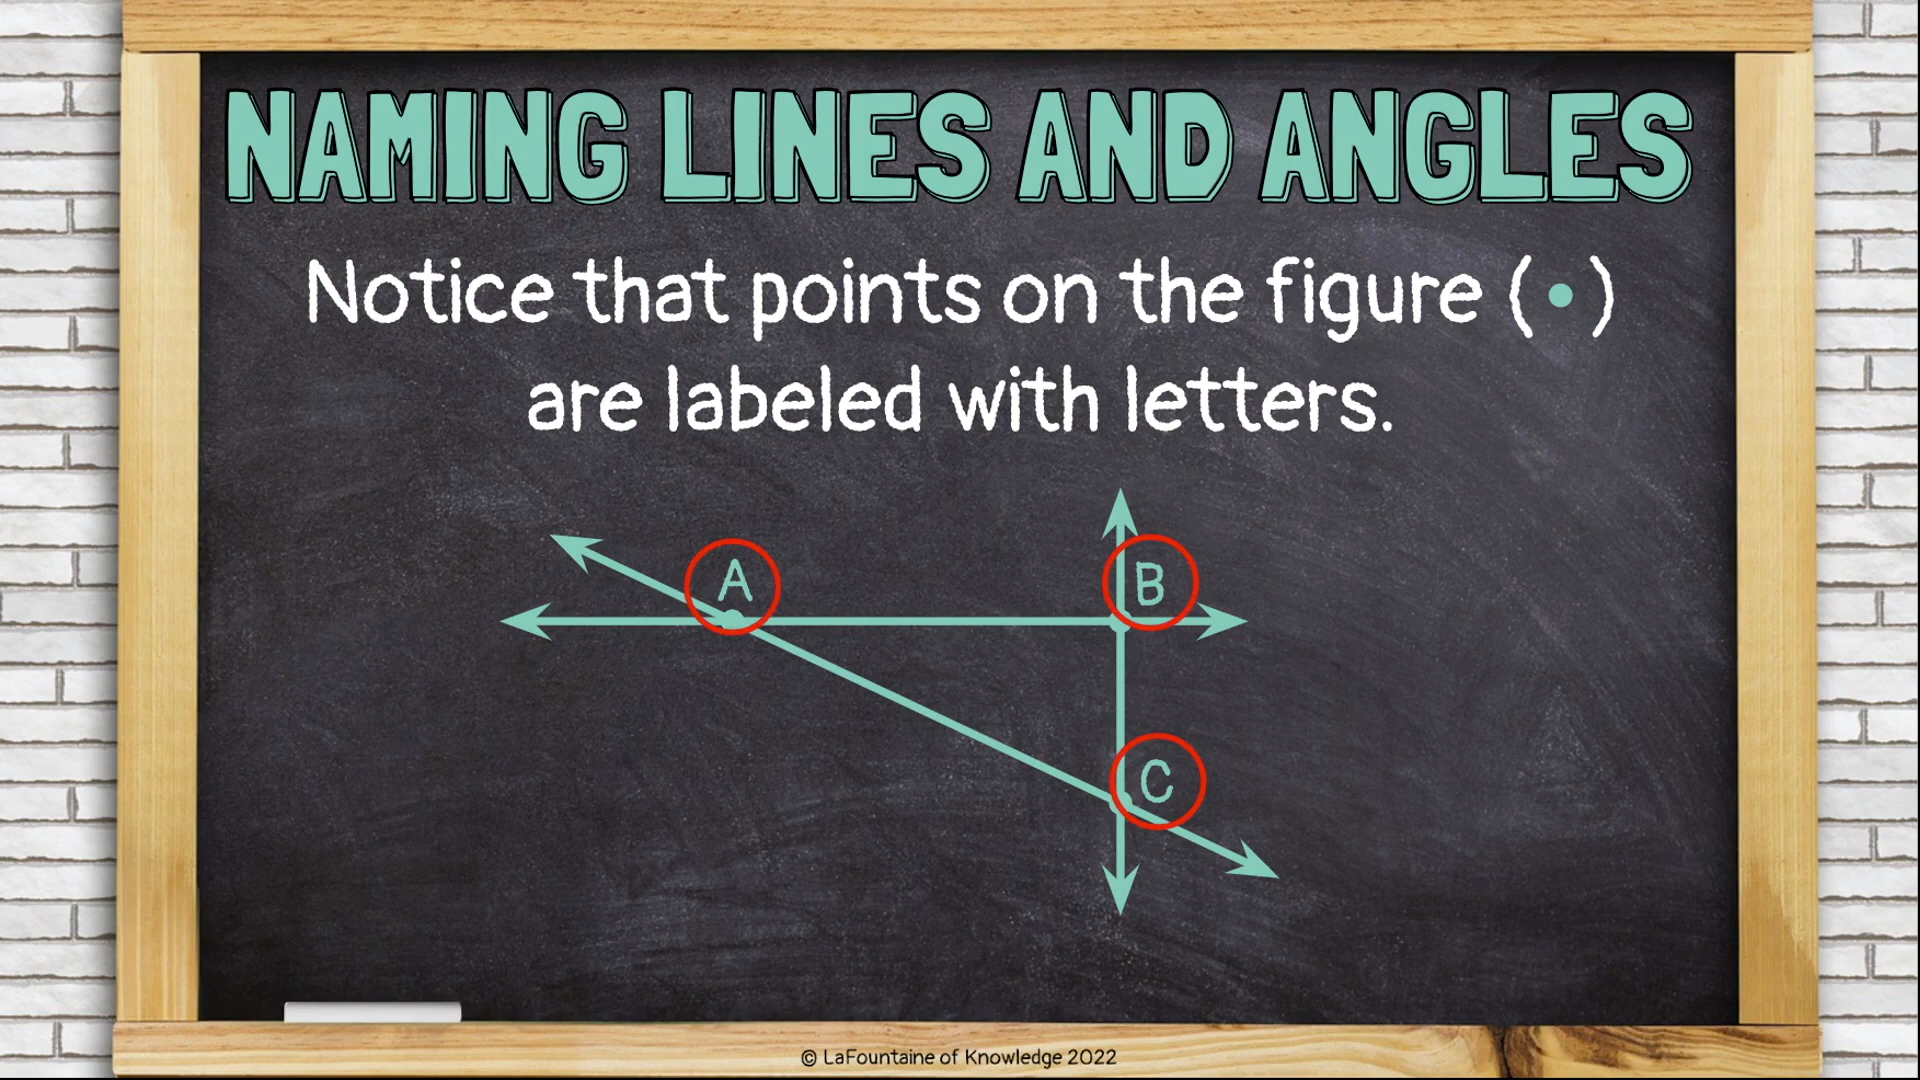 NAMING LINES AND ANGLES
Notice that points on the figure (•)
are labeled with letters.
A
B
C
© LaFountaine of Knowledge 2022